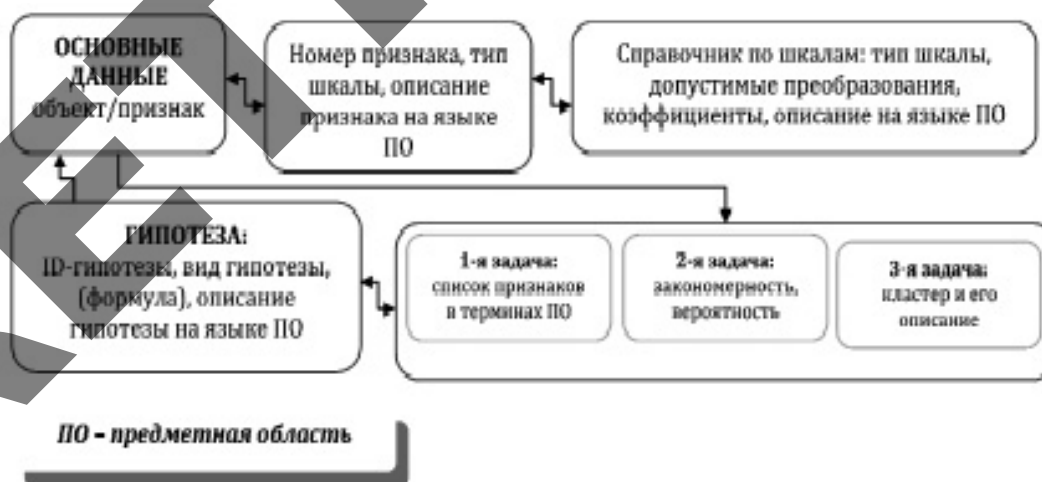 ОСНОВНЫЕ
ДАННЫЕ
объект/признак
Номер признака, тип
шкалы, описание
признака на языке
ПО
Справочник по шкалам: тип шкалы,
допустимые преобразования,
коэффициенты, описание на языке ПО
ГИПОТЕЗА:
ID-гипотезы, вид гипотезы,
(формула), описание
гипотезы на языке ПО
1-я задача:
список признаков
в терминах ПО
2-я задача:
закономерность,
вероятность
3-я задача:
кластер и его
описание
ПО – предметная область